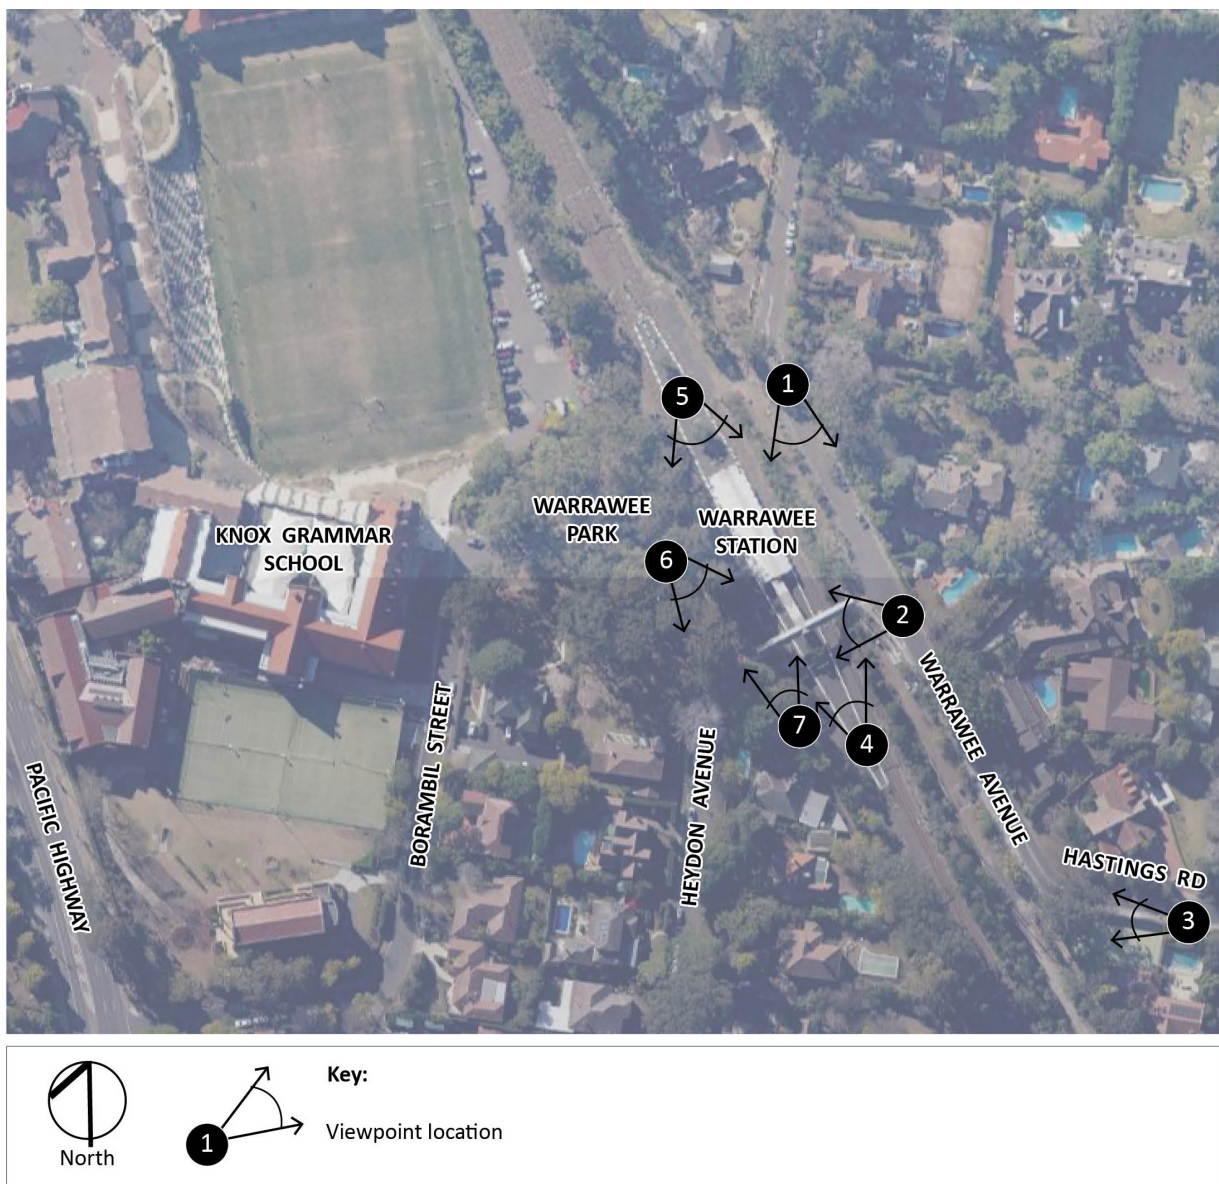 5
1
WARRAWEE
PARK
WARRAWEE
STATION
KNOX GRAMMAR
SCHOOL
6
2
7
4
WARRAWEE AVENUE
BORAMBIL STREET
HEYDON AVENUE
PACIFIC HIGHWAY
HASTINGS RD
3
North
1
Key:
Viewpoint location